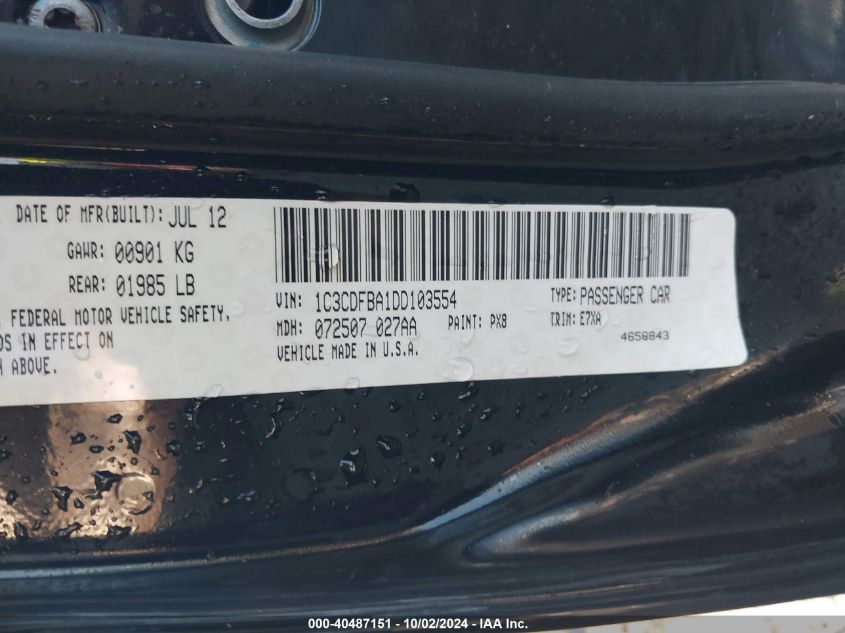 DATE OF MFR(BUILT): JUL 12
GAWR: 00901 KG
REAR: 01985 LB
FEDERAL MOTOR VEHICLE SAFETY,
IN EFFECT ON
ABOVE.
VIN: 1C3CDFBA1DD103554
TYPE: PASSENGER CAR
MDH: 072507 027AA
PAINT: PX8
TRIM: E7XA
VEHICLE MADE IN U.S.A.
4658843
000-40487151 - 10/02/2024 - IAA Inc.